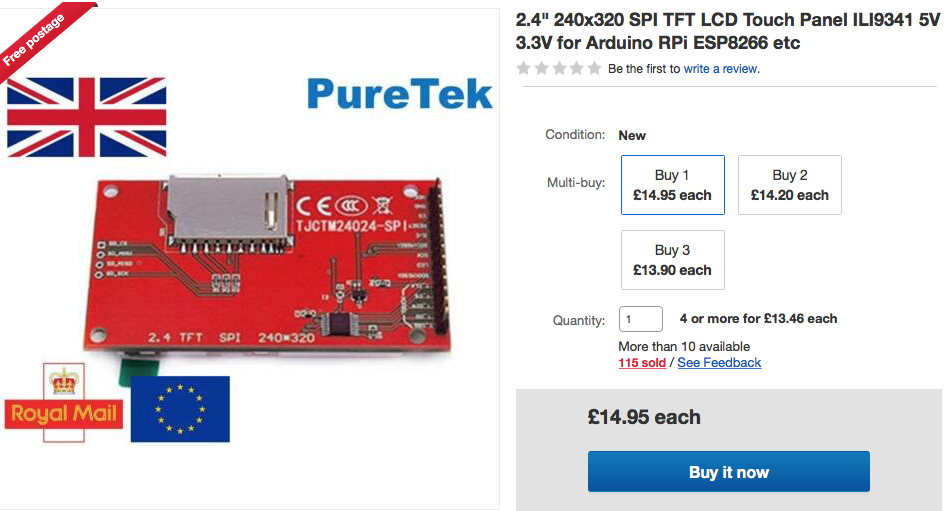 Free postage
PureTek
TJCTM24024-SPI
SD_CS
SD_MOSI
SD_MISO
SD_SCK
2.4 TFT SPI 240*320
Royal Mail
2.4" 240x320 SPI TFT LCD Touch Panel ILI9341 5V
3.3V for Arduino RPi ESP8266 etc
Be the first to write a review.
Condition: New
Multi-buy:
Buy 1
£14.95 each
Buy 2
£14.20 each
Buy 3
£13.90 each
Quantity: 1 4 or more for £13.46 each
More than 10 available
115 sold / See Feedback
£14.95 each
Buy it now